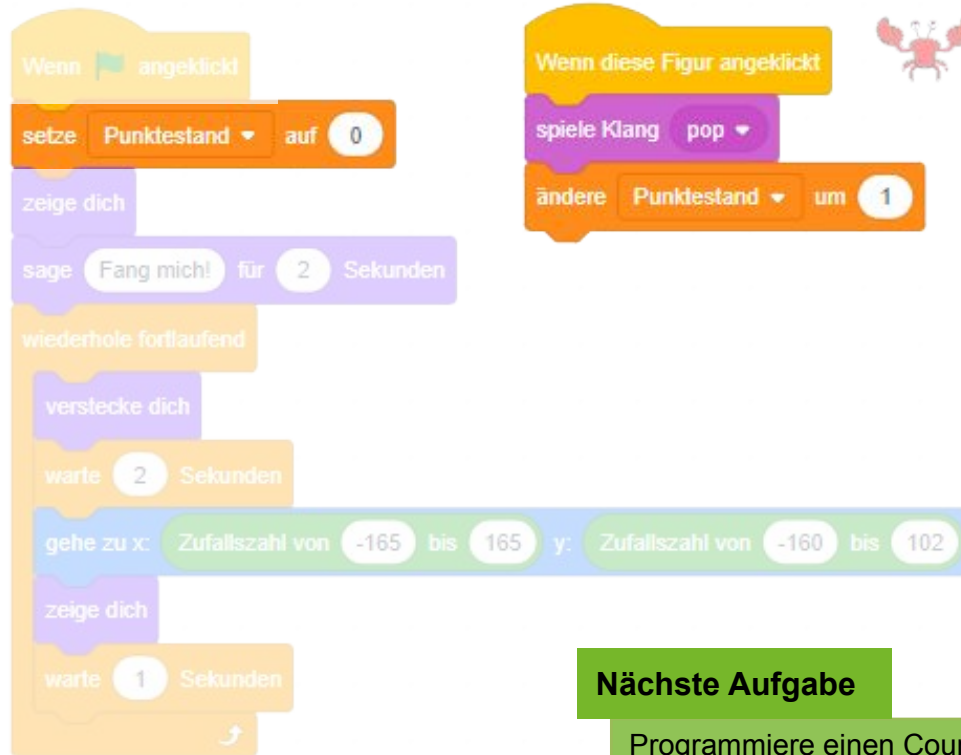 Wenn angeklickt
setze Punktestand auf 0
zeige dich
sage Fang mich! für 2 Sekunden
wiederhole fortlaufend
verstecke dich
warte 2 Sekunden
gehe zu x: Zufallszahl von -165 bis 165 y: Zufallszahl von -160 bis 102
zeige dich
warte 1 Sekunden
Wenn diese Figur angeklickt
spiele Klang pop
ändere Punktestand um 1
Nächste Aufgabe
Programmiere einen